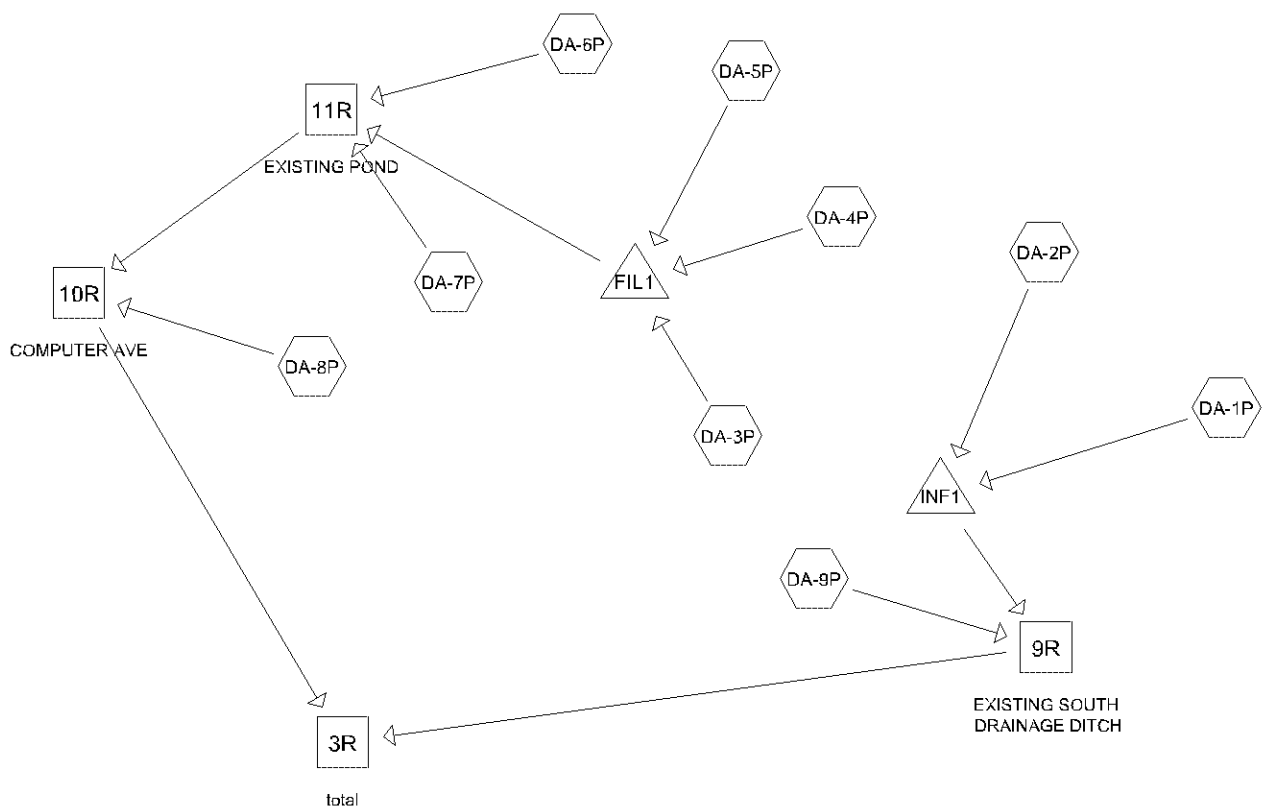 DA-6P
DA-5P
11R
EXISTING POND
DA-4P
DA-2P
DA-7P
FIL1
10R
COMPUTER AVE
DA-8P
DA-1P
DA-3P
INF1
DA-9P
9R
EXISTING SOUTH
DRAINAGE DITCH
3R
total